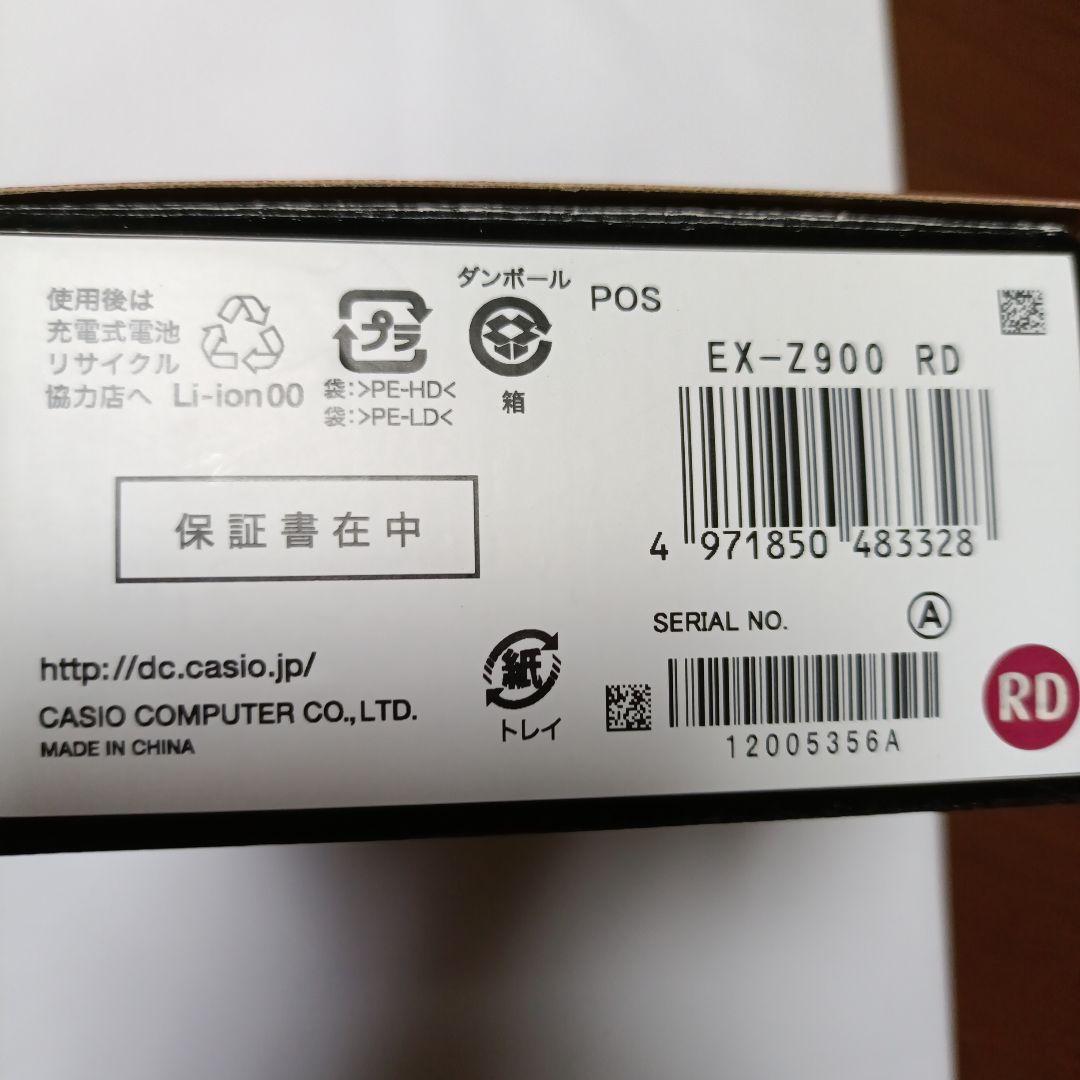 使用後は
充電式電池
リサイクル
協力店へ Li-ion00
プラ
袋:>PE-HD<
袋:>PE-LD<
ダンボール
箱
POS
EX-Z900 RD
4 971850 483328
保証書在中
SERIAL NO. A
12005356A
RD
http://dc.casio.jp/
CASIO COMPUTER CO.,LTD.
MADE IN CHINA
紙
トレイ